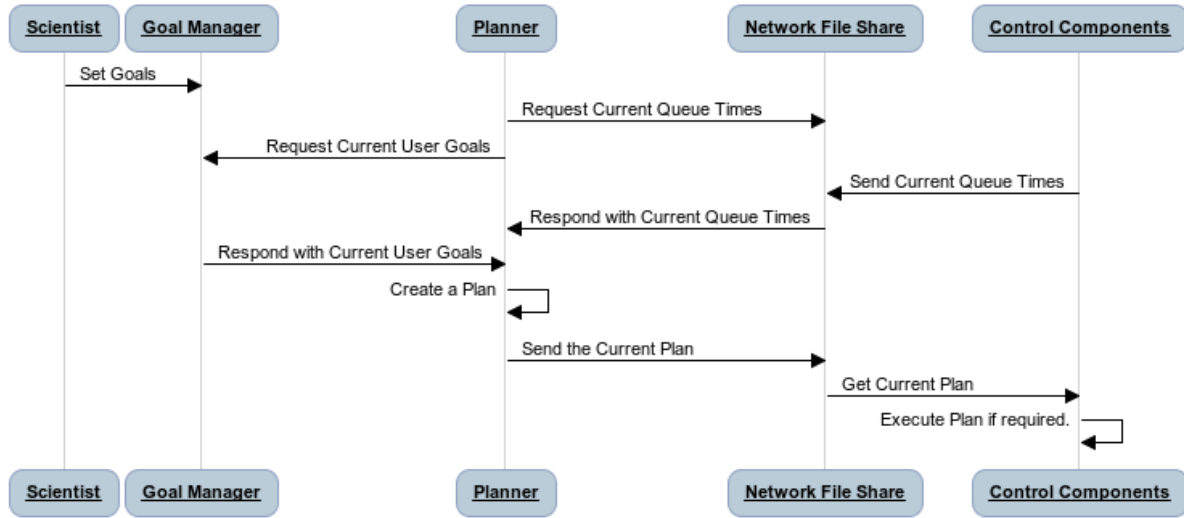 Scientist
Goal Manager
Planner
Network File Share
Control Components
Set Goals
Request Current Queue Times
Request Current User Goals
Send Current Queue Times
Respond with Current Queue Times
Respond with Current User Goals
Create a Plan
Send the Current Plan
Get Current Plan
Execute Plan if required.
Scientist
Goal Manager
Planner
Network File Share
Control Components